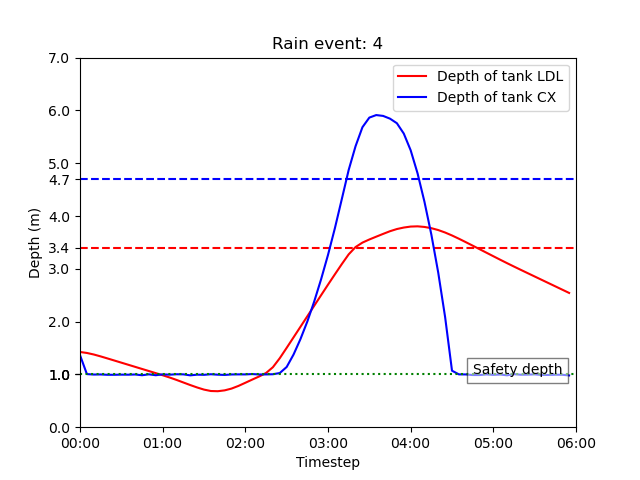 Rain event: 4
Depth of tank LDL
Depth of tank CX
Depth (m)
7.0
6.0
5.0
4.7
4.0
3.4
3.0
2.0
1.0
0.0
Safety depth
00:00 01:00 02:00 03:00 04:00 05:00 06:00
Timestep